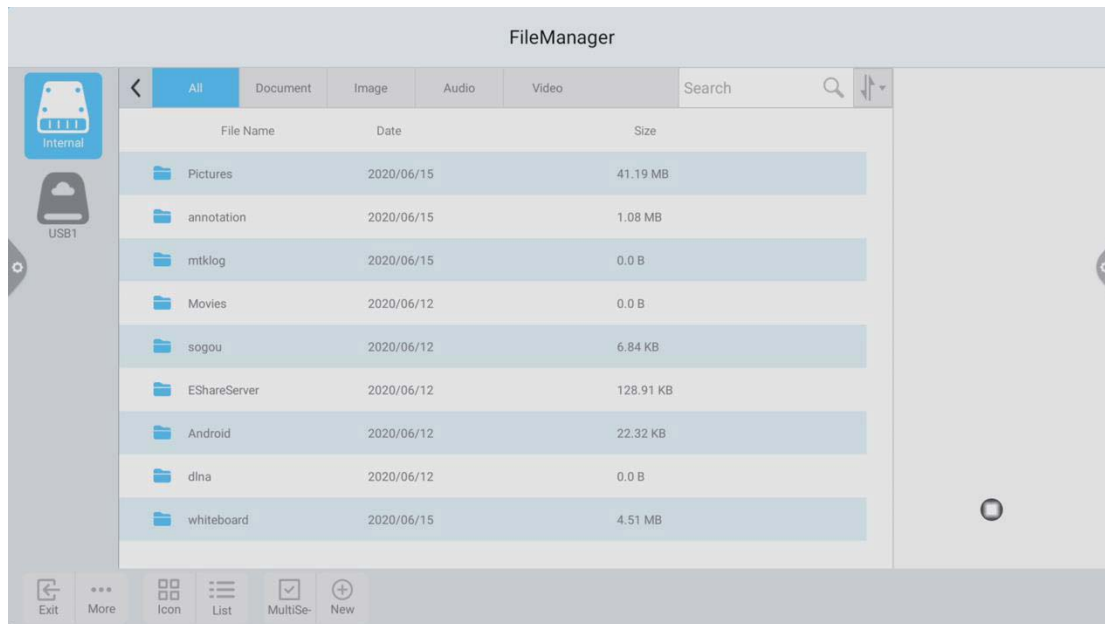 FileManager
All Document Image Audio Video Search
Internal
File Name Date Size
Pictures 2020/06/15 41.19 MB
USB1
annotation 2020/06/15 1.08 MB
mtklog 2020/06/15 0.0 B
Movies 2020/06/12 0.0 B
sogou 2020/06/12 6.84 KB
EShareServer 2020/06/12 128.91 KB
Android 2020/06/12 22.32 KB
dlna 2020/06/12 0.0 B
whiteboard 2020/06/15 4.51 MB
Exit More Icon List MultiSe- New